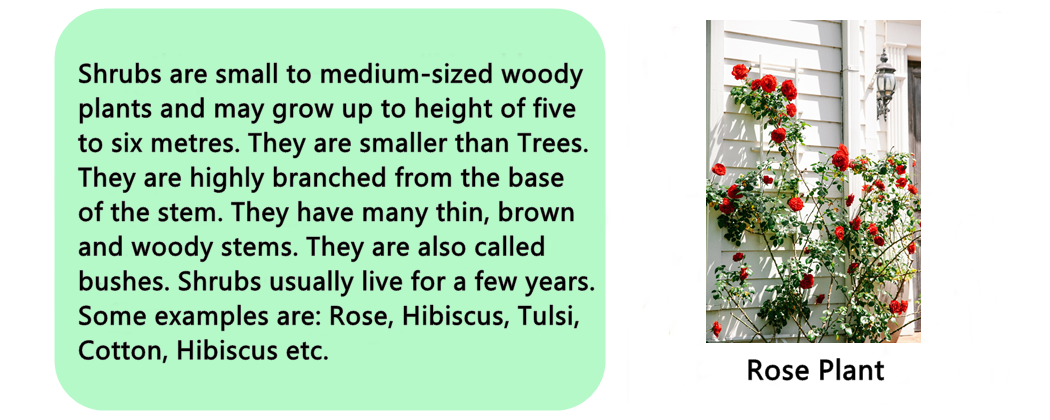 Shrubs are small to medium-sized woody
plants and may grow up to height of five
to six metres. They are smaller than Trees.
They are highly branched from the base
of the stem. They have many thin, brown
and woody stems. They are also called
bushes. Shrubs usually live for a few years.
Some examples are: Rose, Hibiscus, Tulsi,
Cotton, Hibiscus etc.
Rose Plant